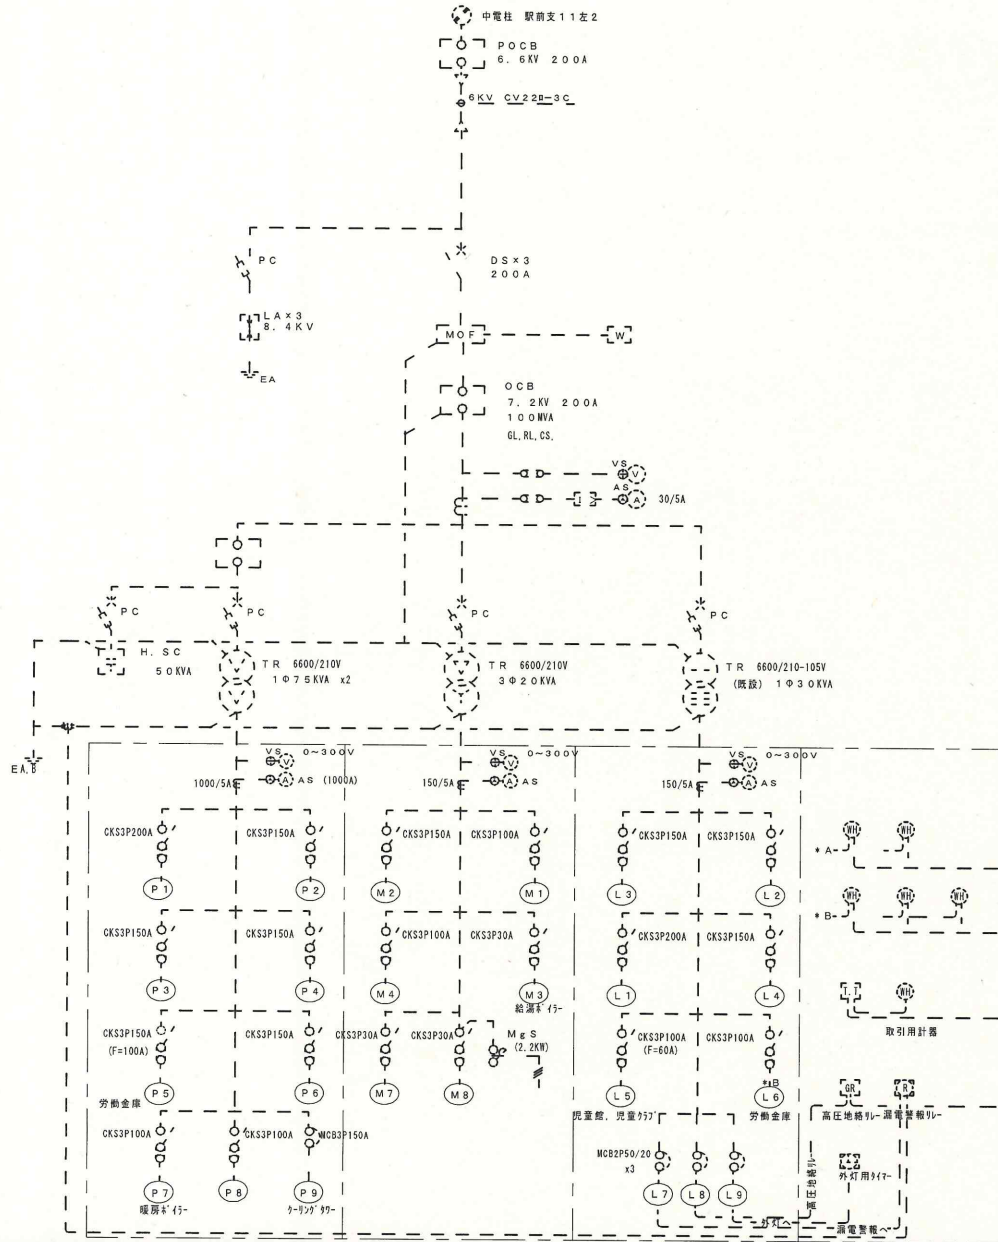 中電柱 駅前支11左2
POCB
6.6KV 200A
6KV CV22□-3C
PC
DS×3
200A
LA×3
8.4KV
MOF
W
EA
OCB
7.2KV 200A
100MVA
GL,RL,CS,
VS
V
AS
A
30/5A
PC
PC
PC
PC
H.SC
50KVA
TR 6600/210V
1Φ75KVA x2
TR 6600/210V
3Φ20KVA
TR 6600/210-105V
(既設) 1Φ30KVA
EA,B
VS 0~300V
V
1000/5A
A AS (1000A)
VS 0~300V
V
150/5A
A AS
VS 0~300V
V
150/5A
A AS
CKS3P200A
CKS3P150A
CKS3P150A
CKS3P100A
CKS3P150A
CKS3P150A
P1
P2
M2
M1
L3
L2
*A
WH
WH
CKS3P150A
CKS3P150A
CKS3P100A
CKS3P30A
CKS3P200A
CKS3P150A
*B
WH
WH
WH
P3
P4
M4
M3
L1
L4
給湯ボイラー
T.T
WH
取引用計器
CKS3P150A
(F=100A)
CKS3P150A
CKS3P30A
CKS3P30A
MgS
(2.2KW)
CKS3P100A
(F=60A)
CKS3P100A
P5
P6
M7
M8
L5
*B
L6
労働金庫
児童館,児童クラブ
労働金庫
GR
高圧地絡リレー
R
漏電警報リレー
CKS3P100A
CKS3P100A
MCB3P150A
MCB2P50/20
x3
P7
P8
P9
L7
L8
L9
暖房ボイラー
クーリングタワー
高圧地絡リレー
外灯用タイマー
外灯へ
漏電警報へ